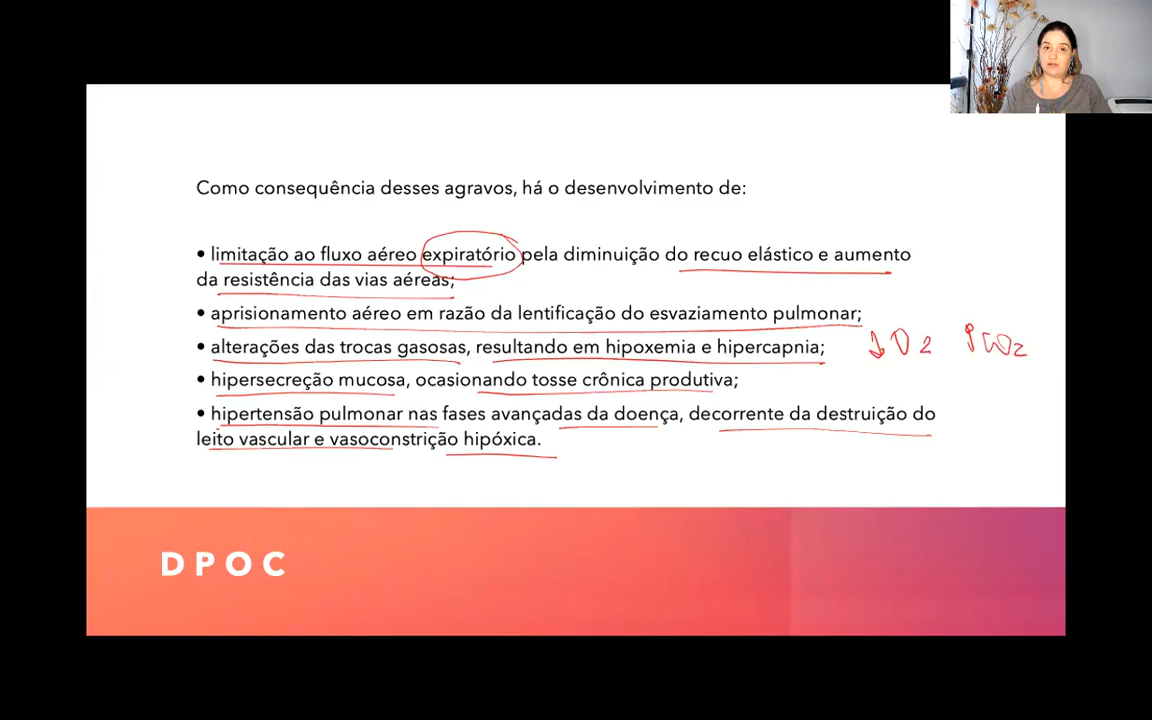 Como consequência desses agravos, há o desenvolvimento de:
• limitação ao fluxo aéreo expiratório pela diminuição do recuo elástico e aumento
da resistência das vias aéreas;
• aprisionamento aéreo em razão da lentificação do esvaziamento pulmonar;
• alterações das trocas gasosas, resultando em hipoxemia e hipercapnia; ↓O2 ↑CO2
• hipersecreção mucosa, ocasionando tosse crônica produtiva;
• hipertensão pulmonar nas fases avançadas da doença, decorrente da destruição do
leito vascular e vasoconstrição hipóxica.
DPOC